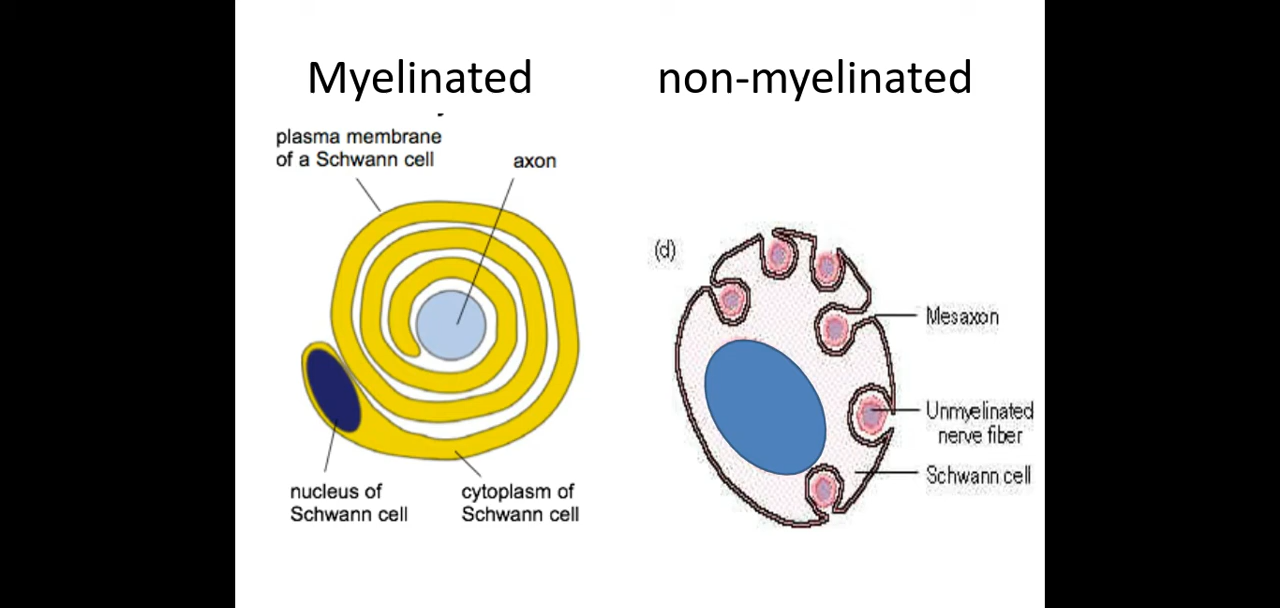 Myelinated
non-myelinated
plasma membrane
of a Schwann cell
axon
nucleus of
Schwann cell
cytoplasm of
Schwann cell
(d)
Mesaxon
Unmyelinated
nerve fiber
Schwann cell